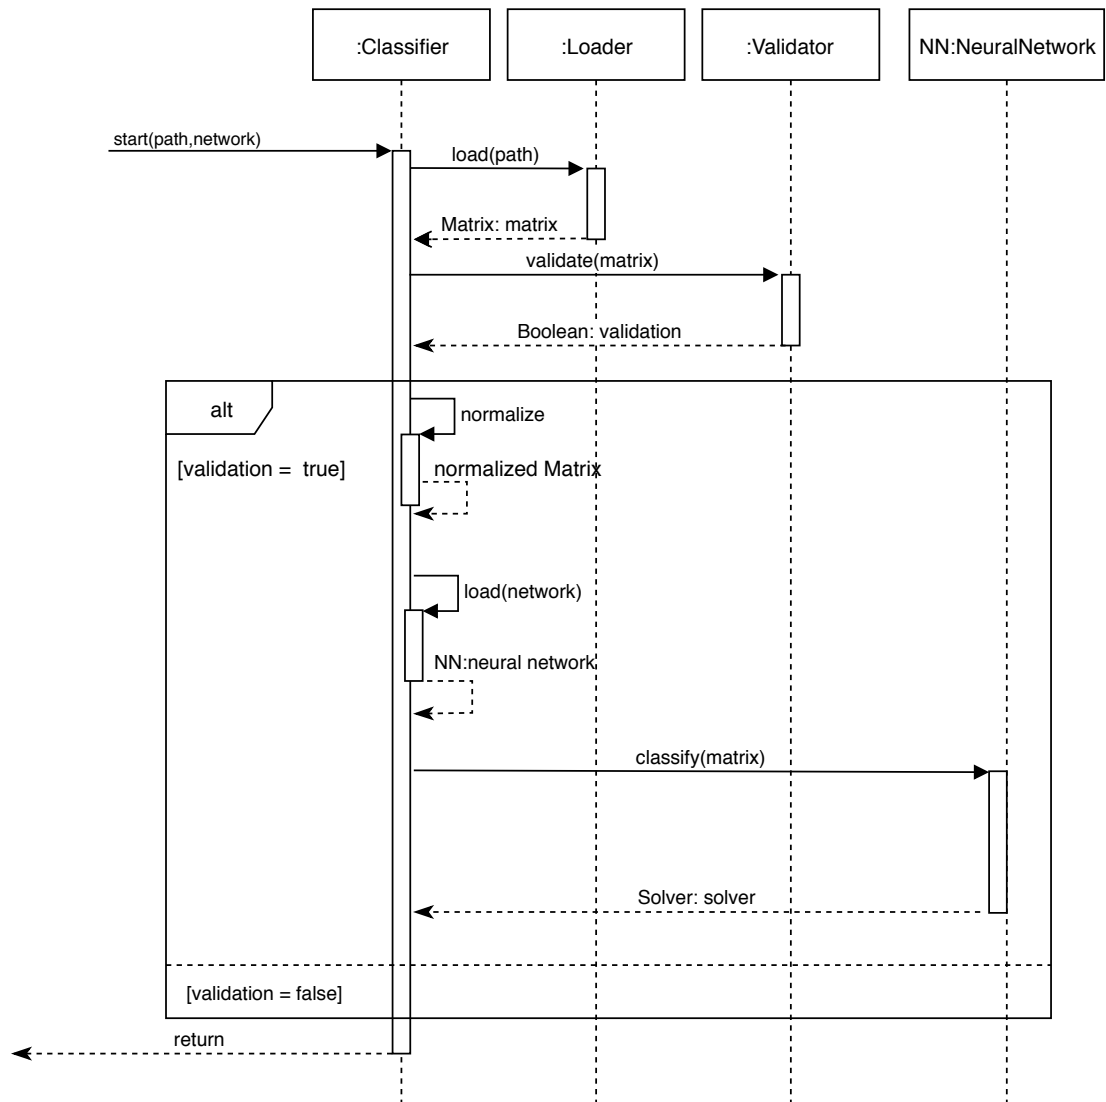 :Classifier
:Loader
:Validator
NN:NeuralNetwork
start(path,network)
load(path)
Matrix: matrix
validate(matrix)
Boolean: validation
alt
normalize
[validation = true]
normalized Matrix
load(network)
NN:neural network
classify(matrix)
Solver: solver
[validation = false]
return